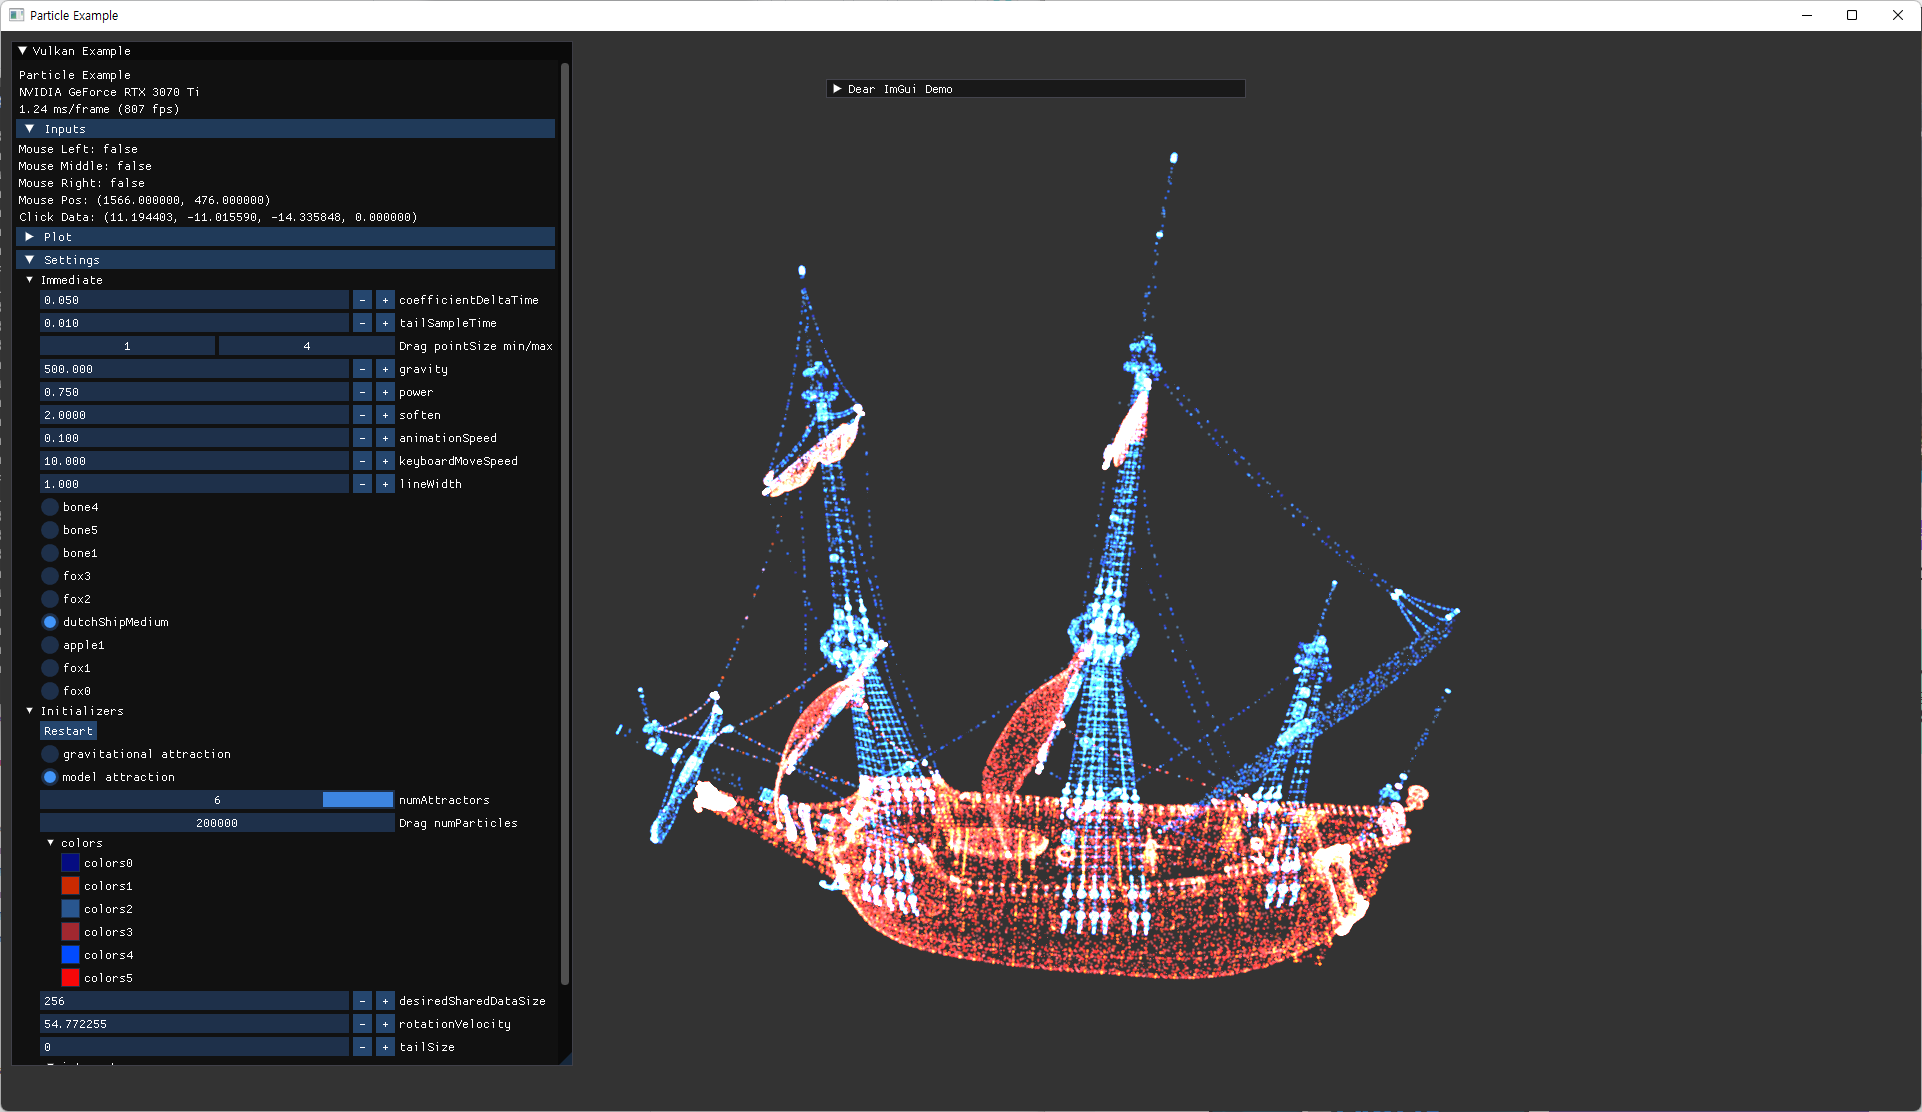 Particle Example
Vulkan Example
Particle Example
NVIDIA GeForce RTX 3070 Ti
1.24 ms/frame (807 fps)
Inputs
Mouse Left: false
Mouse Middle: false
Mouse Right: false
Mouse Pos: (1566.000000, 476.000000)
Click Data: (11.194403, -11.015590, -14.335848, 0.000000)
Plot
Settings
Immediate
0.050 - + coefficientDeltaTime
0.010 - + tailSampleTime
1 4 Drag pointSize min/max
500.000 - + gravity
0.750 - + power
2.0000 - + soften
0.100 - + animationSpeed
10.000 - + keyboardMoveSpeed
1.000 - + lineWidth
bone4
bone5
bone1
fox3
fox2
dutchShipMedium
apple1
fox1
fox0
Initializers
Restart
gravitational attraction
model attraction
6 numAttractors
200000 Drag numParticles
colors
colors0
colors1
colors2
colors3
colors4
colors5
256 - + desiredSharedDataSize
54.772255 - + rotationVelocity
0 - + tailSize
Dear ImGui Demo